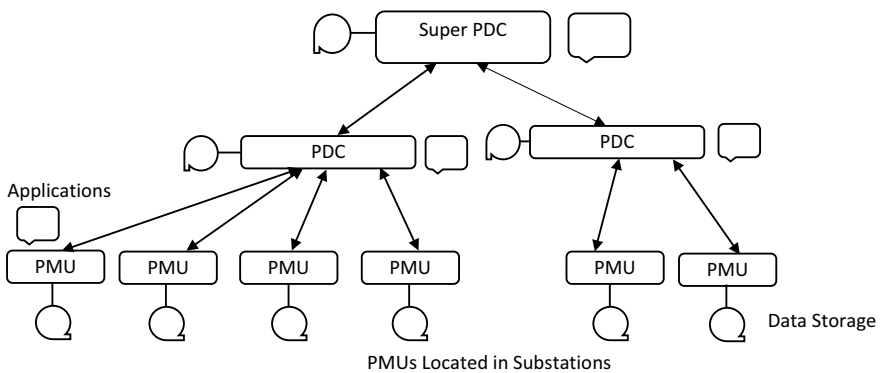 Super PDC
PDC
PDC
Applications
PMU
PMU
PMU
PMU
PMU
PMU
Data Storage
PMUs Located in Substations